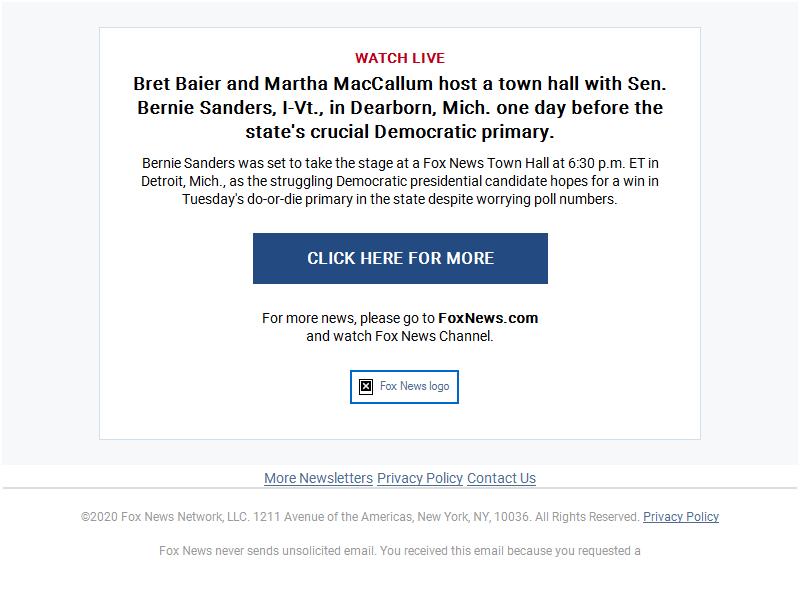 WATCH LIVE
Bret Baier and Martha MacCallum host a town hall with Sen.
Bernie Sanders, I-Vt., in Dearborn, Mich. one day before the
state's crucial Democratic primary.
Bernie Sanders was set to take the stage at a Fox News Town Hall at 6:30 p.m. ET in
Detroit, Mich., as the struggling Democratic presidential candidate hopes for a win in
Tuesday's do-or-die primary in the state despite worrying poll numbers.
CLICK HERE FOR MORE
For more news, please go to FoxNews.com
and watch Fox News Channel.
Fox News logo
More Newsletters Privacy Policy Contact Us
©2020 Fox News Network, LLC. 1211 Avenue of the Americas, New York, NY, 10036. All Rights Reserved. Privacy Policy
Fox News never sends unsolicited email. You received this email because you requested a